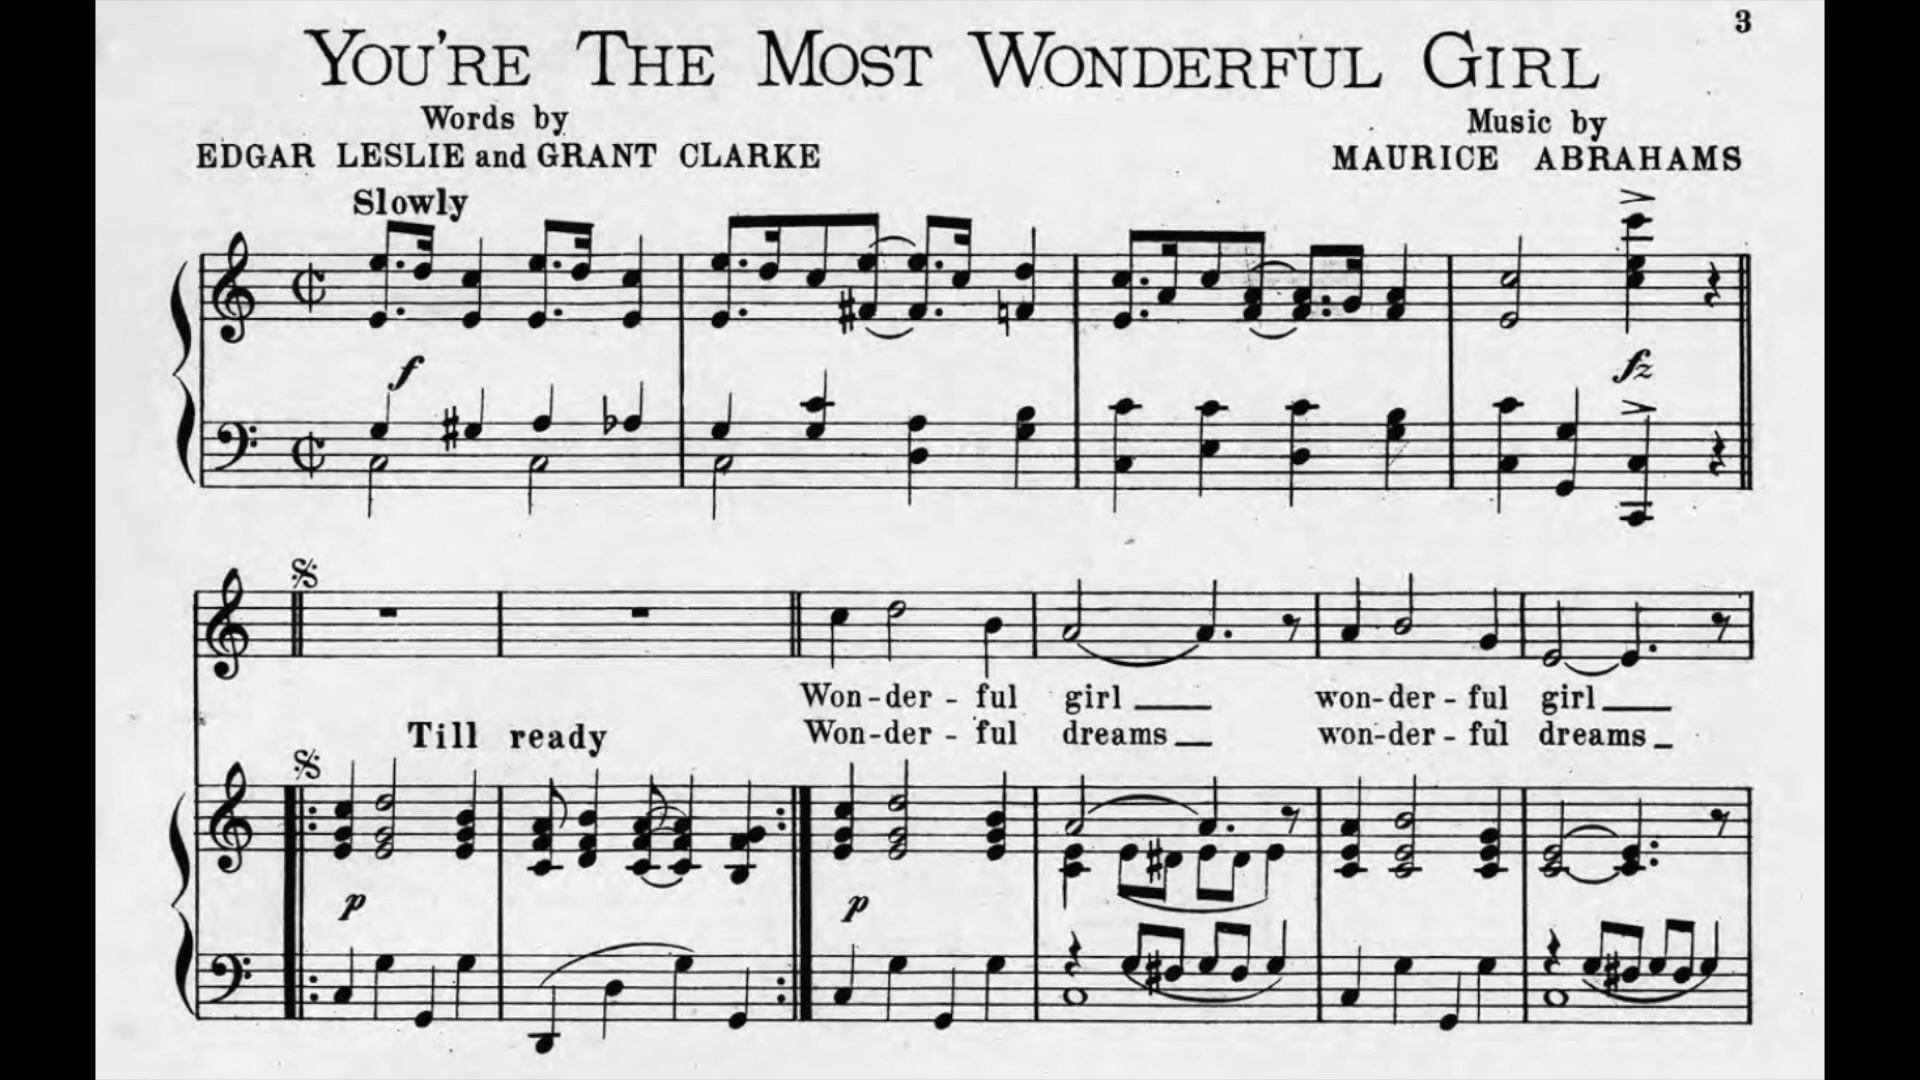 3
YOU'RE THE MOST WONDERFUL GIRL
Words by
EDGAR LESLIE and GRANT CLARKE
Music by
MAURICE ABRAHAMS
Slowly
f
fz
Won-der-ful girl won-der-ful girl
Won-der-ful dreams won-der-ful dreams
Till ready
p
p